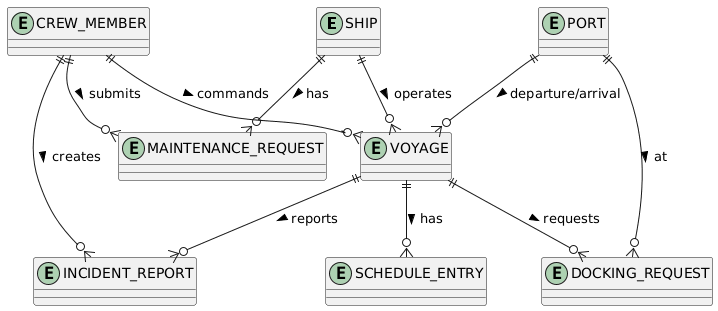 E CREW_MEMBER
E SHIP
E PORT
submits
commands
has
operates
departure/arrival
E MAINTENANCE_REQUEST
E VOYAGE
creates
at
reports
has
requests
E INCIDENT_REPORT
E SCHEDULE_ENTRY
E DOCKING_REQUEST